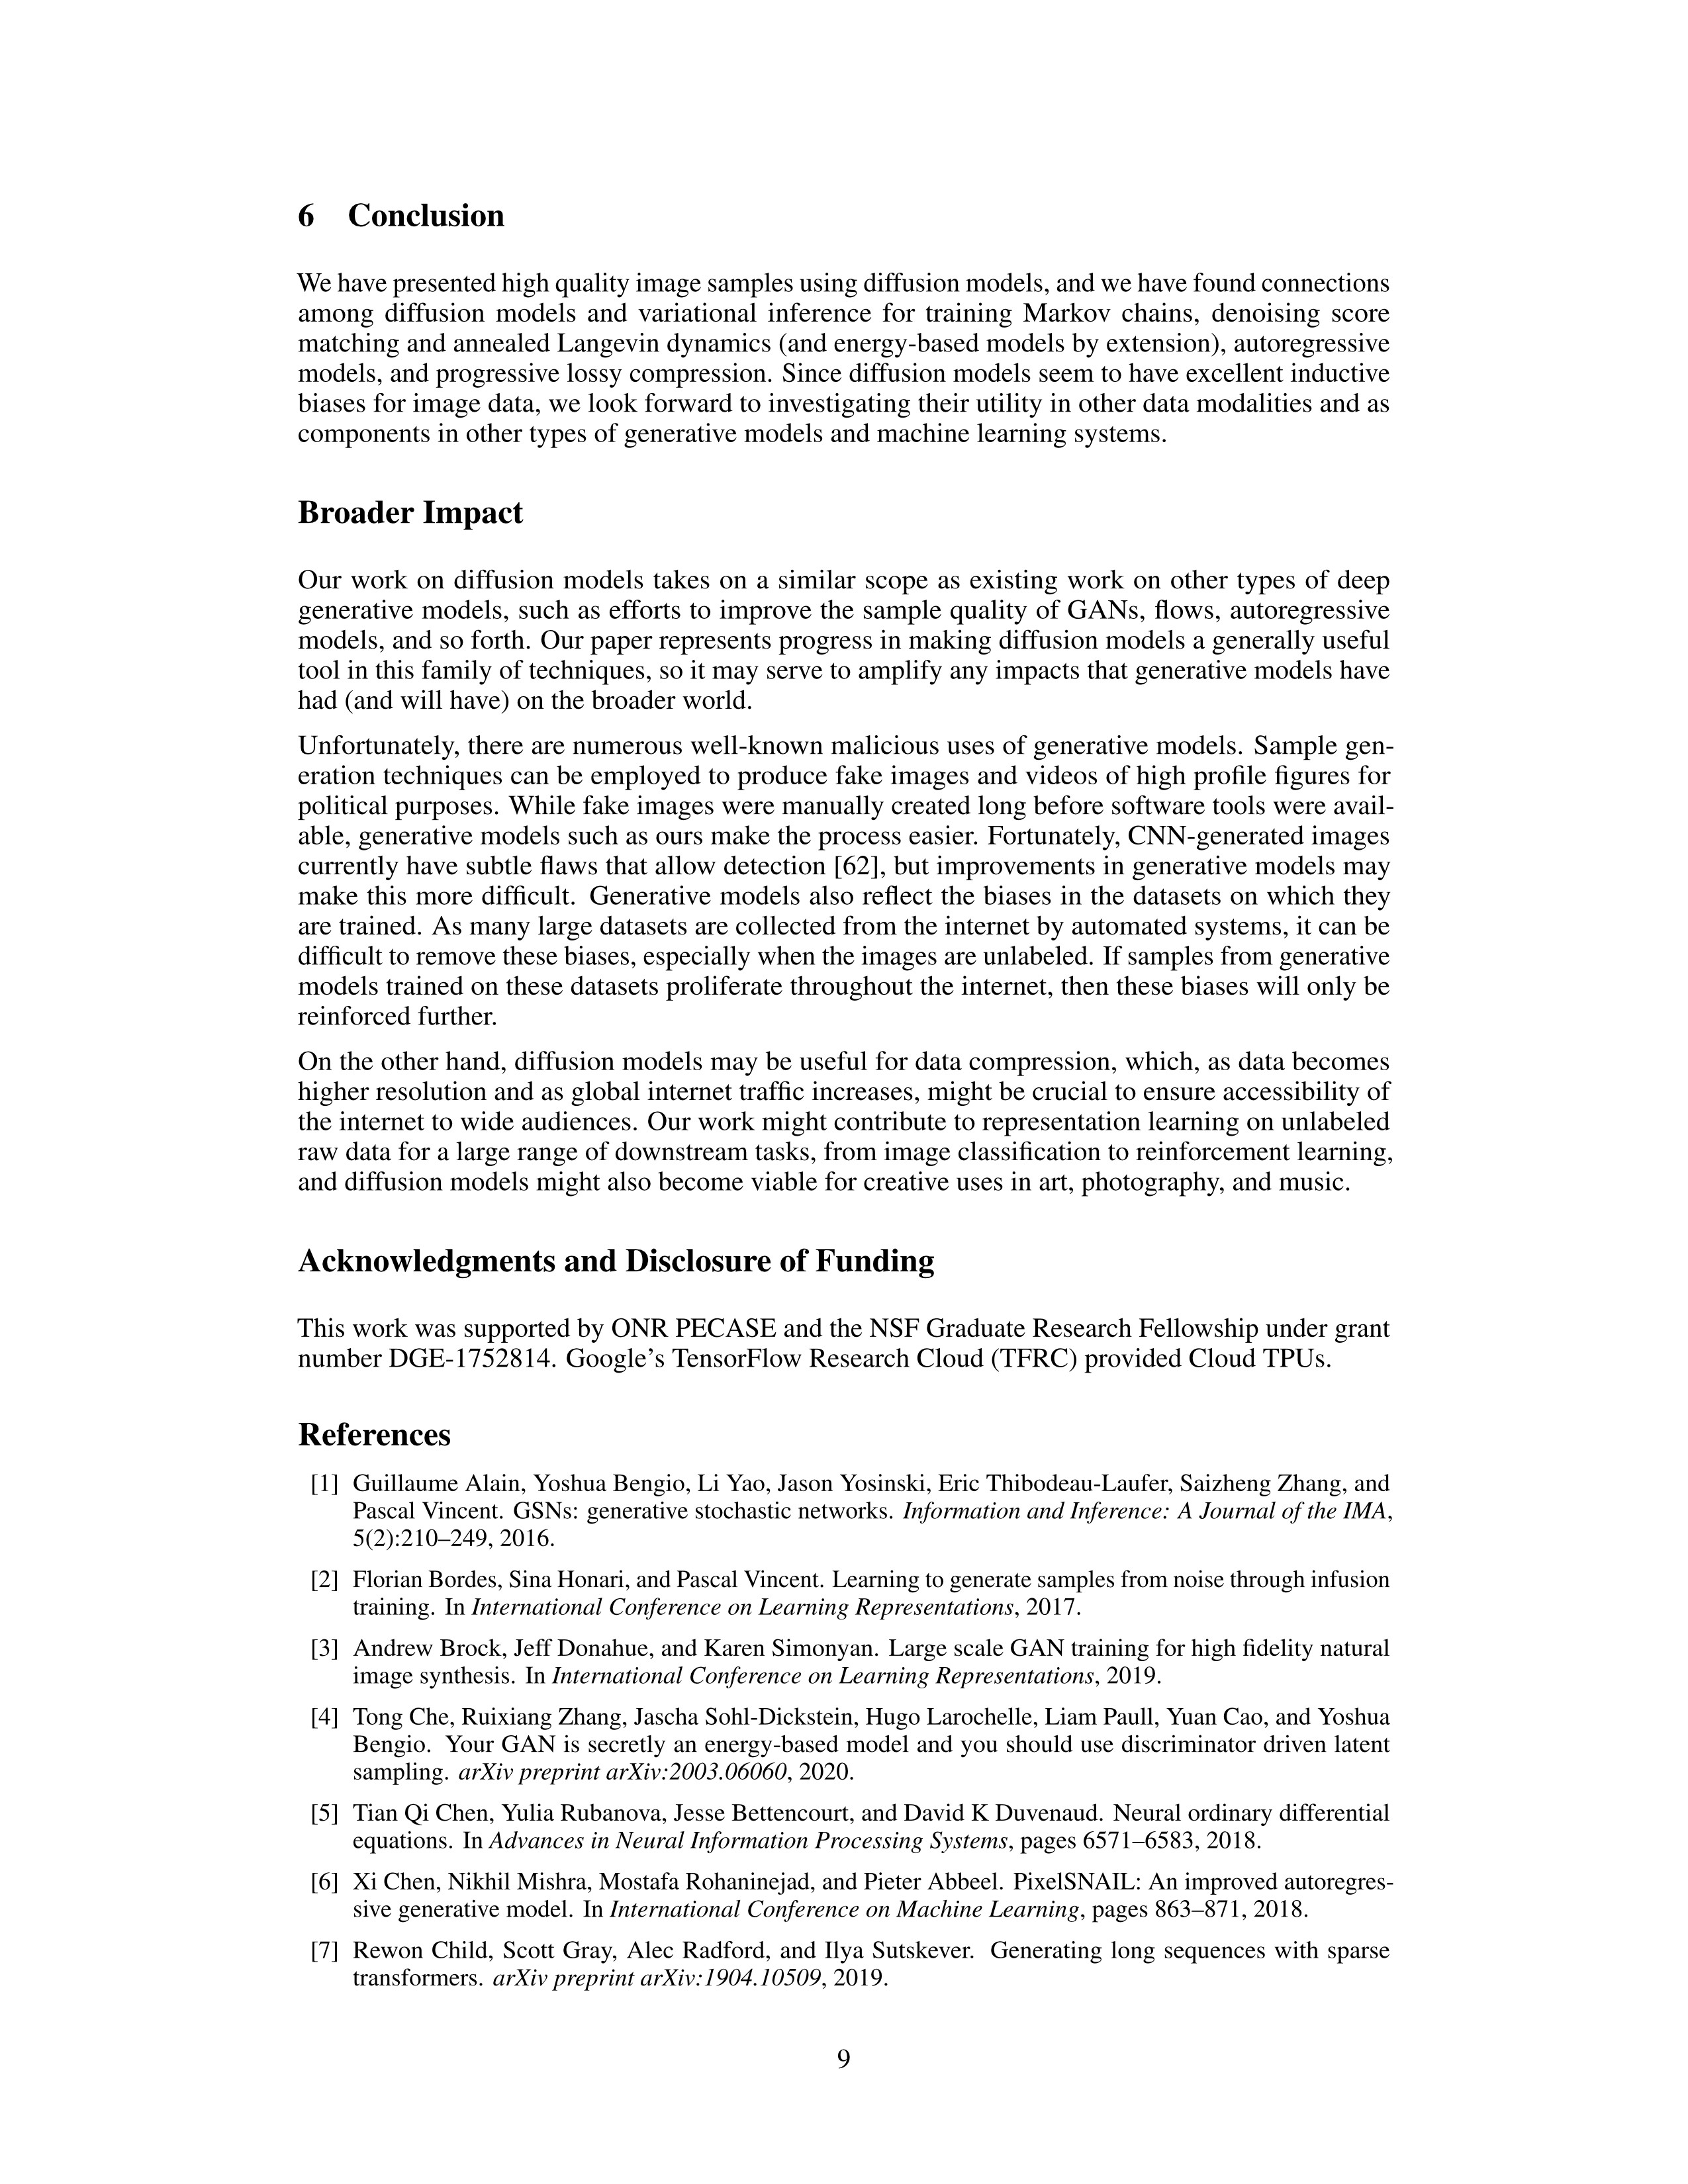 6 Conclusion
We have presented high quality image samples using diffusion models, and we have found connections
among diffusion models and variational inference for training Markov chains, denoising score
matching and annealed Langevin dynamics (and energy-based models by extension), autoregressive
models, and progressive lossy compression. Since diffusion models seem to have excellent inductive
biases for image data, we look forward to investigating their utility in other data modalities and as
components in other types of generative models and machine learning systems.
Broader Impact
Our work on diffusion models takes on a similar scope as existing work on other types of deep
generative models, such as efforts to improve the sample quality of GANs, flows, autoregressive
models, and so forth. Our paper represents progress in making diffusion models a generally useful
tool in this family of techniques, so it may serve to amplify any impacts that generative models have
had (and will have) on the broader world.
Unfortunately, there are numerous well-known malicious uses of generative models. Sample gen-
eration techniques can be employed to produce fake images and videos of high profile figures for
political purposes. While fake images were manually created long before software tools were avail-
able, generative models such as ours make the process easier. Fortunately, CNN-generated images
currently have subtle flaws that allow detection [62], but improvements in generative models may
make this more difficult. Generative models also reflect the biases in the datasets on which they
are trained. As many large datasets are collected from the internet by automated systems, it can be
difficult to remove these biases, especially when the images are unlabeled. If samples from generative
models trained on these datasets proliferate throughout the internet, then these biases will only be
reinforced further.
On the other hand, diffusion models may be useful for data compression, which, as data becomes
higher resolution and as global internet traffic increases, might be crucial to ensure accessibility of
the internet to wide audiences. Our work might contribute to representation learning on unlabeled
raw data for a large range of downstream tasks, from image classification to reinforcement learning,
and diffusion models might also become viable for creative uses in art, photography, and music.
Acknowledgments and Disclosure of Funding
This work was supported by ONR PECASE and the NSF Graduate Research Fellowship under grant
number DGE-1752814. Google's TensorFlow Research Cloud (TFRC) provided Cloud TPUs.
References
[1] Guillaume Alain, Yoshua Bengio, Li Yao, Jason Yosinski, Eric Thibodeau-Laufer, Saizheng Zhang, and
Pascal Vincent. GSNs: generative stochastic networks. Information and Inference: A Journal of the IMA,
5(2):210–249, 2016.
[2] Florian Bordes, Sina Honari, and Pascal Vincent. Learning to generate samples from noise through infusion
training. In International Conference on Learning Representations, 2017.
[3] Andrew Brock, Jeff Donahue, and Karen Simonyan. Large scale GAN training for high fidelity natural
image synthesis. In International Conference on Learning Representations, 2019.
[4] Tong Che, Ruixiang Zhang, Jascha Sohl-Dickstein, Hugo Larochelle, Liam Paull, Yuan Cao, and Yoshua
Bengio. Your GAN is secretly an energy-based model and you should use discriminator driven latent
sampling. arXiv preprint arXiv:2003.06060, 2020.
[5] Tian Qi Chen, Yulia Rubanova, Jesse Bettencourt, and David K Duvenaud. Neural ordinary differential
equations. In Advances in Neural Information Processing Systems, pages 6571–6583, 2018.
[6] Xi Chen, Nikhil Mishra, Mostafa Rohaninejad, and Pieter Abbeel. PixelSNAIL: An improved autoregres-
sive generative model. In International Conference on Machine Learning, pages 863–871, 2018.
[7] Rewon Child, Scott Gray, Alec Radford, and Ilya Sutskever. Generating long sequences with sparse
transformers. arXiv preprint arXiv:1904.10509, 2019.
9